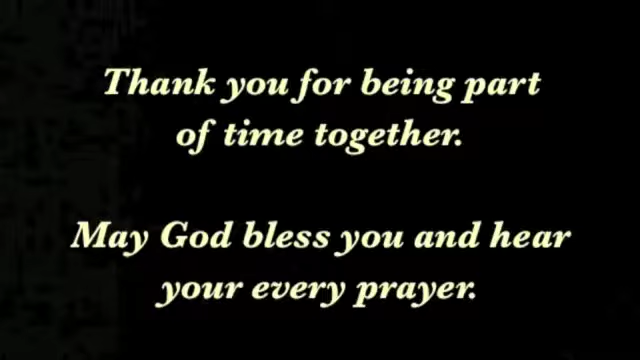 Thank you for being part
of time together.
May God bless you and hear
your every prayer.